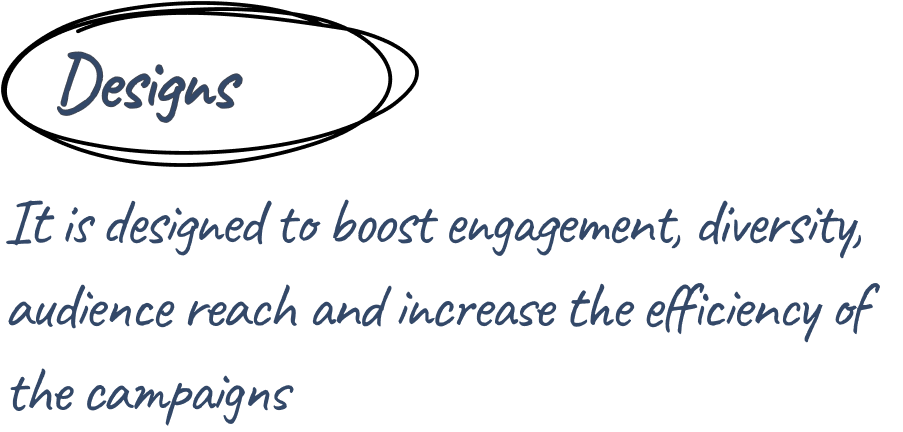 Designs
It is designed to boost engagement, diversity,
audience reach and increase the efficiency of
the campaigns